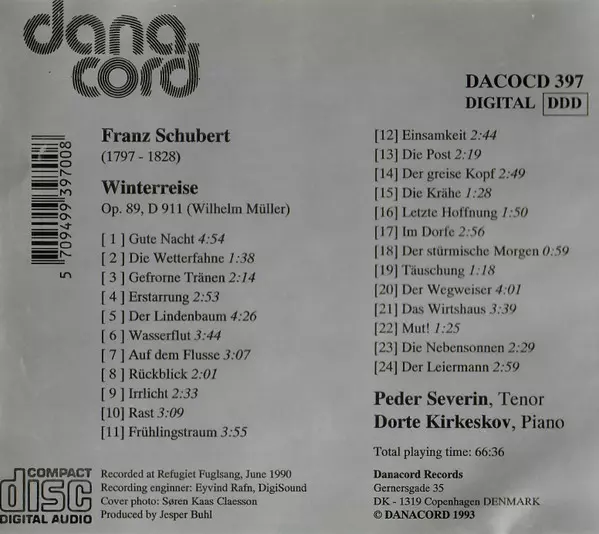 dana
cord
DACOCD 397
DIGITAL DDD
5 709499 397008
Franz Schubert
(1797 - 1828)
Winterreise
Op. 89, D 911 (Wilhelm Müller)
[ 1 ] Gute Nacht 4:54
[ 2 ] Die Wetterfahne 1:38
[ 3 ] Gefrorne Tränen 2:14
[ 4 ] Erstarrung 2:53
[ 5 ] Der Lindenbaum 4:26
[ 6 ] Wasserflut 3:44
[ 7 ] Auf dem Flusse 3:07
[ 8 ] Rückblick 2:01
[ 9 ] Irrlicht 2:33
[10] Rast 3:09
[11] Frühlingstraum 3:55
[12] Einsamkeit 2:44
[13] Die Post 2:19
[14] Der greise Kopf 2:49
[15] Die Krähe 1:28
[16] Letzte Hoffnung 1:50
[17] Im Dorfe 2:56
[18] Der stürmische Morgen 0:59
[19] Täuschung 1:18
[20] Der Wegweiser 4:01
[21] Das Wirtshaus 3:39
[22] Mut! 1:25
[23] Die Nebensonnen 2:29
[24] Der Leiermann 2:59
Peder Severin, Tenor
Dorte Kirkeskov, Piano
Total playing time: 66:36
COMPACT
disc
DIGITAL AUDIO
Recorded at Refugiet Fuglsang, June 1990
Recording enginner: Eyvind Rafn, DigiSound
Cover photo: Søren Kaas Claesson
Produced by Jesper Buhl
Danacord Records
Gernersgade 35
DK - 1319 Copenhagen DENMARK
© DANACORD 1993